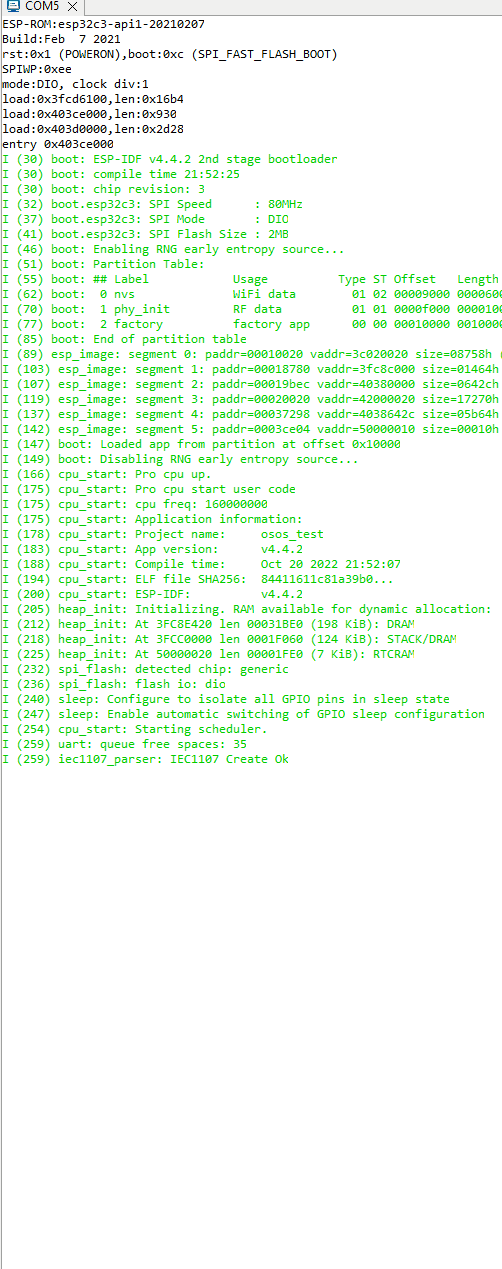 COM5
ESP-ROM:esp32c3-api1-20210207
Build:Feb  7 2021
rst:0x1 (POWERON),boot:0xc (SPI_FAST_FLASH_BOOT)
SPIWP:0xee
mode:DIO, clock div:1
load:0x3fcd6100,len:0x16b4
load:0x403ce000,len:0x930
load:0x403d0000,len:0x2d28
entry 0x403ce000
I (30) boot: ESP-IDF v4.4.2 2nd stage bootloader
I (30) boot: compile time 21:52:25
I (30) boot: chip revision: 3
I (32) boot.esp32c3: SPI Speed      : 80MHz
I (37) boot.esp32c3: SPI Mode       : DIO
I (41) boot.esp32c3: SPI Flash Size : 2MB
I (46) boot: Enabling RNG early entropy source...
I (51) boot: Partition Table:
I (55) boot: ## Label            Usage          Type ST Offset   Length
I (62) boot:  0 nvs              WiFi data        01 02 00009000 0000600
I (70) boot:  1 phy_init         RF data          01 01 0000f000 0000100
I (77) boot:  2 factory          factory app      00 00 00010000 0010000
I (85) boot: End of partition table
I (89) esp_image: segment 0: paddr=00010020 vaddr=3c020020 size=08758h
I (103) esp_image: segment 1: paddr=00018780 vaddr=3fc8c000 size=01464h
I (107) esp_image: segment 2: paddr=00019bec vaddr=40380000 size=0642ch
I (119) esp_image: segment 3: paddr=00020020 vaddr=42000020 size=17270h
I (137) esp_image: segment 4: paddr=00037298 vaddr=4038642c size=05b64h
I (142) esp_image: segment 5: paddr=0003ce04 vaddr=50000010 size=00010h
I (147) boot: Loaded app from partition at offset 0x10000
I (149) boot: Disabling RNG early entropy source...
I (166) cpu_start: Pro cpu up.
I (175) cpu_start: Pro cpu start user code
I (175) cpu_start: cpu freq: 160000000
I (175) cpu_start: Application information:
I (178) cpu_start: Project name:     osos_test
I (183) cpu_start: App version:      v4.4.2
I (188) cpu_start: Compile time:     Oct 20 2022 21:52:07
I (194) cpu_start: ELF file SHA256:  84411611c81a39b0...
I (200) cpu_start: ESP-IDF:          v4.4.2
I (205) heap_init: Initializing. RAM available for dynamic allocation:
I (212) heap_init: At 3FC8E420 len 00031BE0 (198 KiB): DRAM
I (218) heap_init: At 3FCC0000 len 0001F060 (124 KiB): STACK/DRAM
I (225) heap_init: At 50000020 len 00001FE0 (7 KiB): RTCRAM
I (232) spi_flash: detected chip: generic
I (236) spi_flash: flash io: dio
I (240) sleep: Configure to isolate all GPIO pins in sleep state
I (247) sleep: Enable automatic switching of GPIO sleep configuration
I (254) cpu_start: Starting scheduler.
I (259) uart: queue free spaces: 35
I (259) iec1107_parser: IEC1107 Create Ok